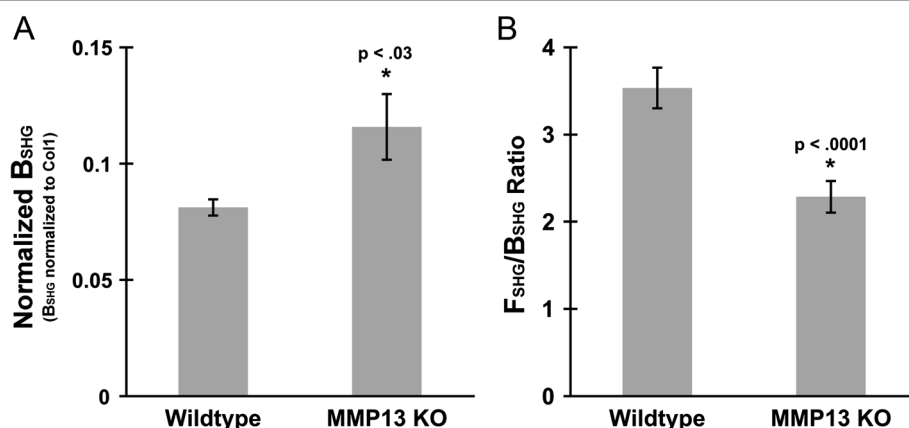 A
Normalized BSHG
(BSHG normalized to Col1)
0.15
0.1
0.05
0
p < .03
*
Wildtype
MMP13 KO
B
FSHG/BSHG Ratio
4
3
2
1
0
p < .0001
*
Wildtype
MMP13 KO